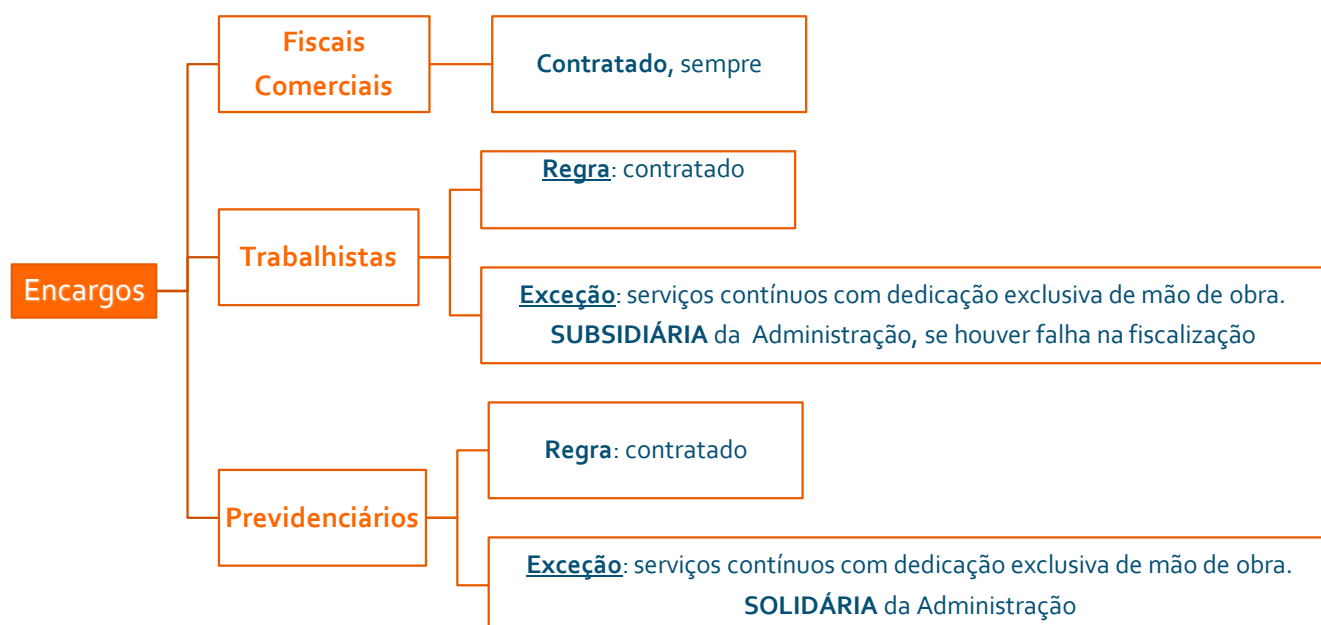 Encargos
Fiscais
Comerciais
Contratado, sempre
Trabalhistas
Regra: contratado
Exceção: serviços contínuos com dedicação exclusiva de mão de obra.
SUBSIDIÁRIA da Administração, se houver falha na fiscalização
Previdenciários
Regra: contratado
Exceção: serviços contínuos com dedicação exclusiva de mão de obra.
SOLIDÁRIA da Administração